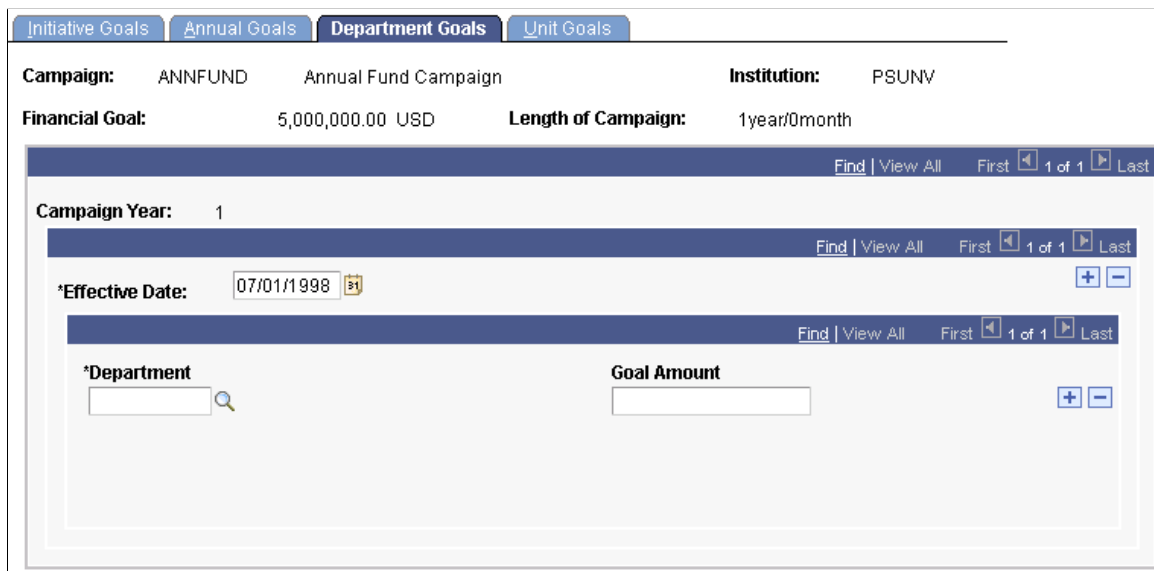 Initiative Goals Annual Goals Department Goals Unit Goals
Campaign: ANNFUND Annual Fund Campaign Institution: PSUNV
Financial Goal: 5,000,000.00 USD Length of Campaign: 1year/0month
Find | View All First 1 of 1 Last
Campaign Year: 1
Find | View All First 1 of 1 Last
*Effective Date: 07/01/1998 31
Find | View All First 1 of 1 Last
*Department Goal Amount